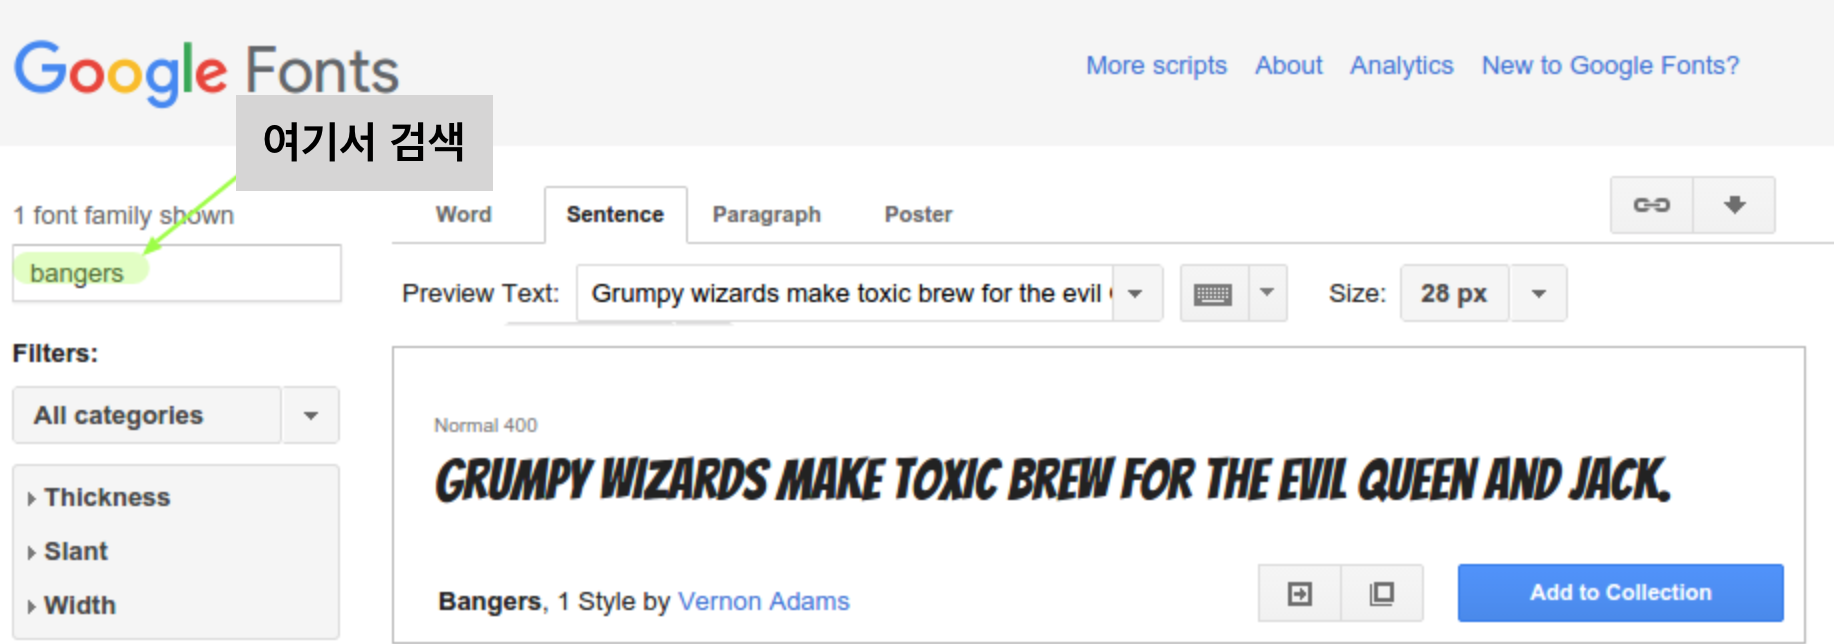 Google Fonts
More scripts About Analytics New to Google Fonts?
여기서 검색
1 font family shown
bangers
Word Sentence Paragraph Poster
Preview Text: Grumpy wizards make toxic brew for the evil
Size: 28 px
Filters:
All categories
Thickness
Slant
Width
Normal 400
GRUMPY WIZARDS MAKE TOXIC BREW FOR THE EVIL QUEEN AND JACK.
Bangers, 1 Style by Vernon Adams
Add to Collection